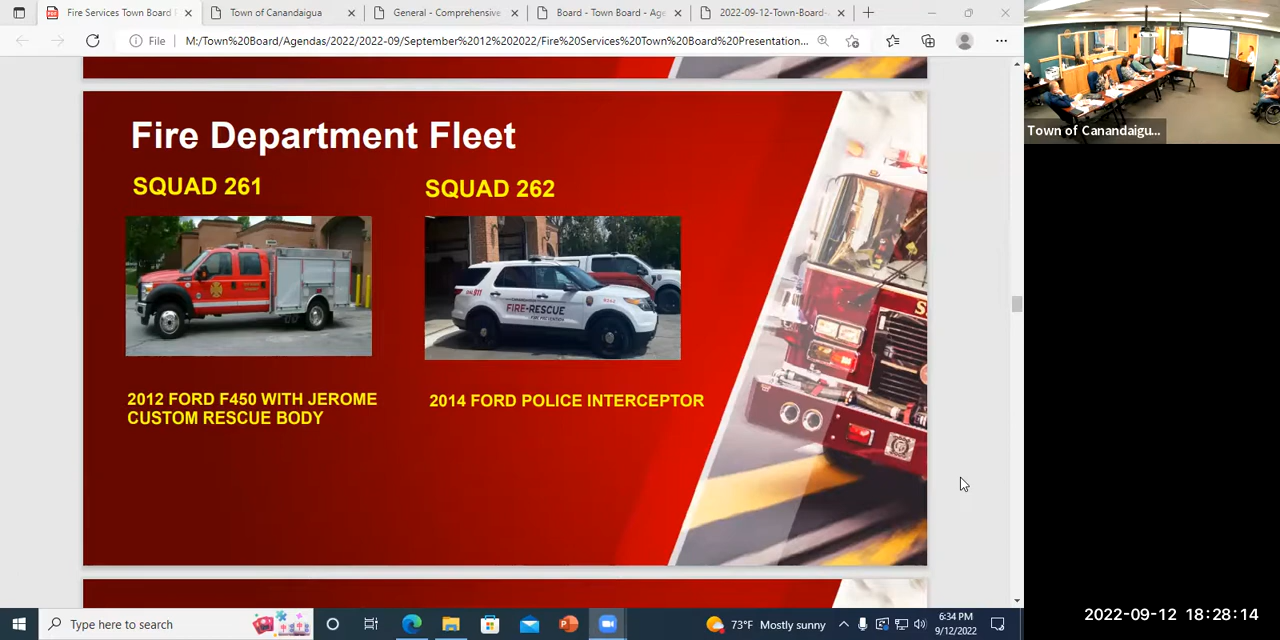 Fire Services Town Board
Town of Canandaigua
General - Comprehensive
Board - Town Board - Age
2022-09-12-Town-Board-
File
M:/Town%20Board/Agendas/2022/2022-09/September%2012%202022/Fire%20Services%20Town%20Board%20Presentation...
Town of Canandaigu...
Fire Department Fleet
SQUAD 261
SQUAD 262
FIRE-RESCUE
2012 FORD F450 WITH JEROME
CUSTOM RESCUE BODY
2014 FORD POLICE INTERCEPTOR
Type here to search
73°F Mostly sunny
6:34 PM
9/12/2022
2022-09-12 18:28:14